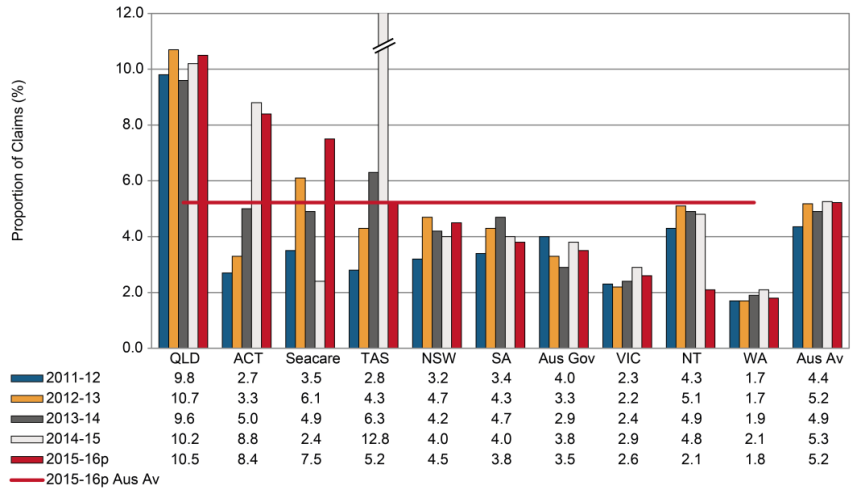 Proportion of Claims (%)
12.0
10.0
8.0
6.0
4.0
2.0
0.0
QLD ACT Seacare TAS NSW SA Aus Gov VIC NT WA Aus Av
2011-12 9.8 2.7 3.5 2.8 3.2 3.4 4.0 2.3 4.3 1.7 4.4
2012-13 10.7 3.3 6.1 4.3 4.7 4.3 3.3 2.2 5.1 1.7 5.2
2013-14 9.6 5.0 4.9 6.3 4.2 4.7 2.9 2.4 4.9 1.9 4.9
2014-15 10.2 8.8 2.4 12.8 4.0 4.0 3.8 2.9 4.8 2.1 5.3
2015-16p 10.5 8.4 7.5 5.2 4.5 3.8 3.5 2.6 2.1 1.8 5.2
2015-16p Aus Av